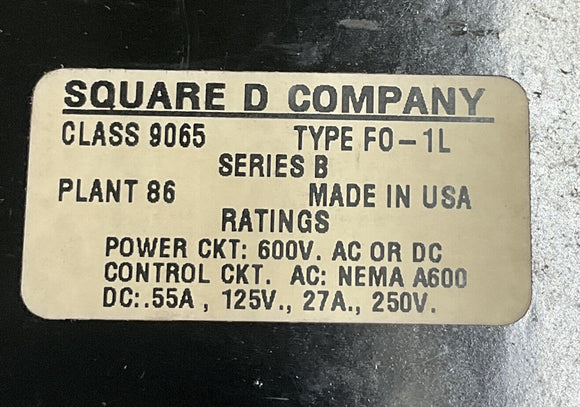 SQUARE D COMPANY
CLASS 9065 TYPE FO-1L
SERIES B
PLANT 86 MADE IN USA
RATINGS
POWER CKT: 600V. AC OR DC
CONTROL CKT. AC: NEMA A600
DC:.55A , 125V., 27A., 250V.